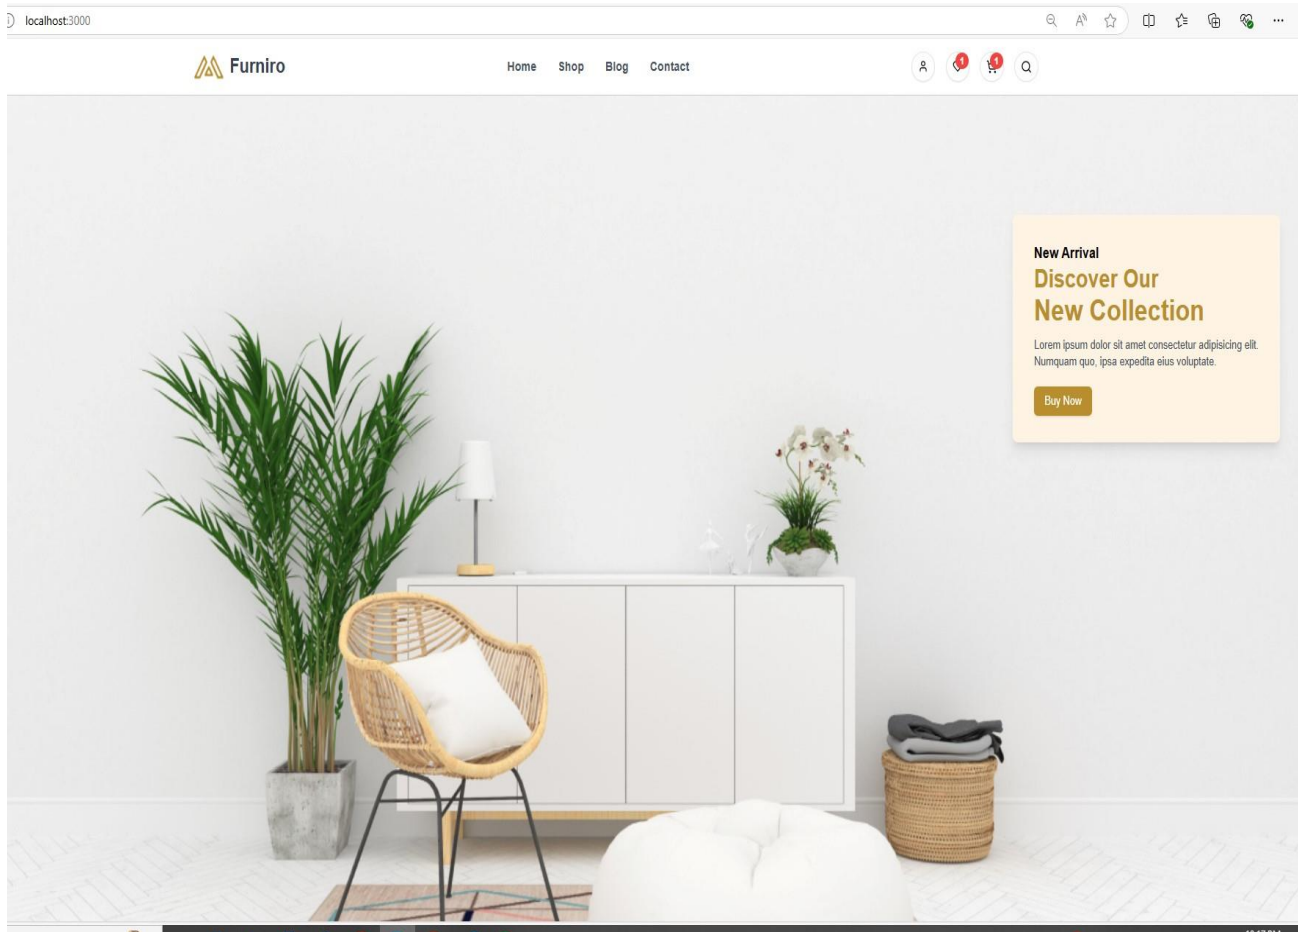 localhost:3000
Furniro
Home Shop Blog Contact
1 1
New Arrival
Discover Our
New Collection
Lorem ipsum dolor sit amet consectetur adipisicing elit.
Numquam quo, ipsa expedita eius voluptate.
Buy Now